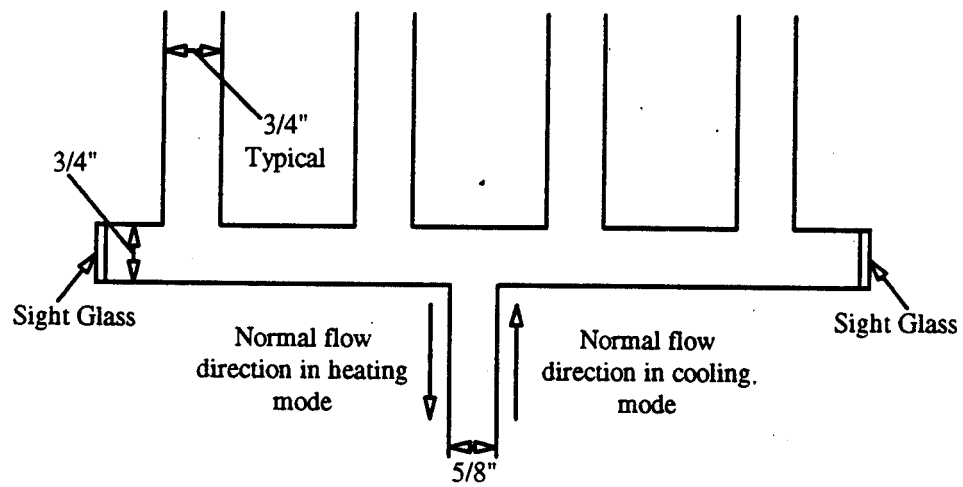 3/4"
Typical
3/4"
Sight Glass
Normal flow
direction in heating
mode
Normal flow
direction in cooling.
mode
Sight Glass
5/8"